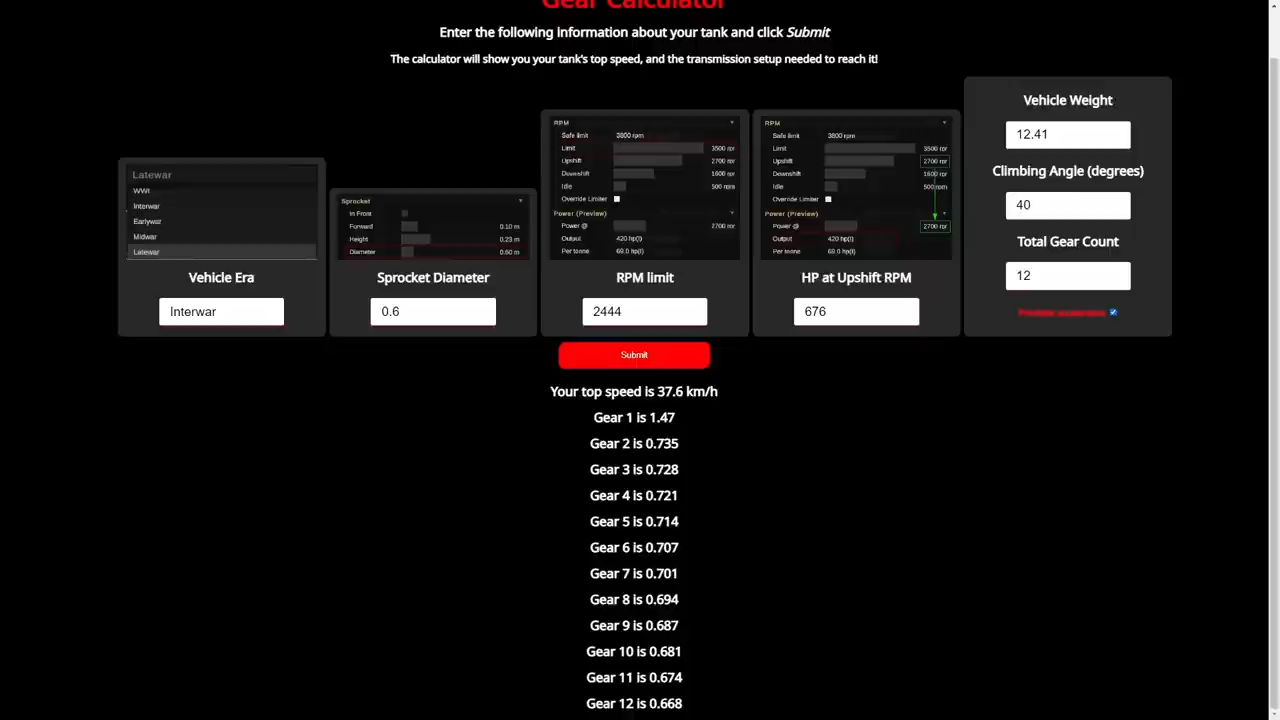 Gear Calculator
Enter the following information about your tank and click Submit
The calculator will show you your tank's top speed, and the transmission setup needed to reach it!
Latewar
WWI
Interwar
Earlywar
Midwar
Latewar
Vehicle Era
Interwar
Sprocket
In Front
Forward 0.10 m
Height 0.23 m
Diameter 0.60 m
Sprocket Diameter
0.6
RPM
Safe limit 3800 rpm
Limit 3500 rpr
Upshift 2700 rpr
Downshift 1600 rpr
Idle 500 rpm
Override Limiter
Power (Preview)
Power @ 2700 rpr
Output 420 hp(i)
Per tonne 69.0 hp(i)
RPM limit
2444
RPM
Safe limit 3800 rpm
Limit 3500 rpr
Upshift 2700 rpr
Downshift 1600 rpr
Idle 500 rpm
Override Limiter
Power (Preview)
Power @ 2700 rpr
Output 420 hp(i)
Per tonne 69.0 hp(i)
HP at Upshift RPM
676
Vehicle Weight
12.41
Climbing Angle (degrees)
40
Total Gear Count
12
Submit
Your top speed is 37.6 km/h
Gear 1 is 1.47
Gear 2 is 0.735
Gear 3 is 0.728
Gear 4 is 0.721
Gear 5 is 0.714
Gear 6 is 0.707
Gear 7 is 0.701
Gear 8 is 0.694
Gear 9 is 0.687
Gear 10 is 0.681
Gear 11 is 0.674
Gear 12 is 0.668